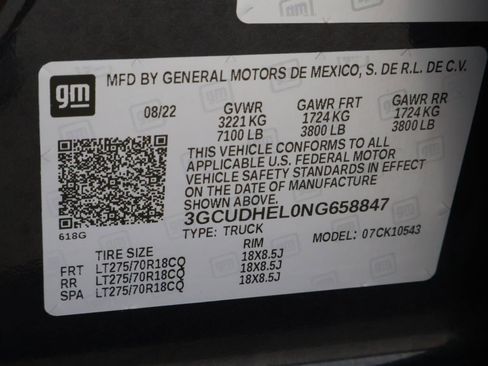 gm
MFD BY GENERAL MOTORS DE MEXICO, S. DE R.L. DE C.V.
08/22 GVWR GAWR FRT GAWR RR
3221 KG 1724 KG 1724 KG
7100 LB 3800 LB 3800 LB
THIS VEHICLE CONFORMS TO ALL
APPLICABLE U.S. FEDERAL MOTOR
VEHICLE SAFETY STANDARDS IN EFFECT
ON THE DATE OF MANUFACTURE
SHOWN ABOVE.
3GCUDHEL0NG658847
618G
TYPE: TRUCK MODEL: 07CK10543
TIRE SIZE RIM
FRT LT275/70R18CQ 18X8.5J
RR LT275/70R18CQ 18X8.5J
SPA LT275/70R18CQ 18X8.5J